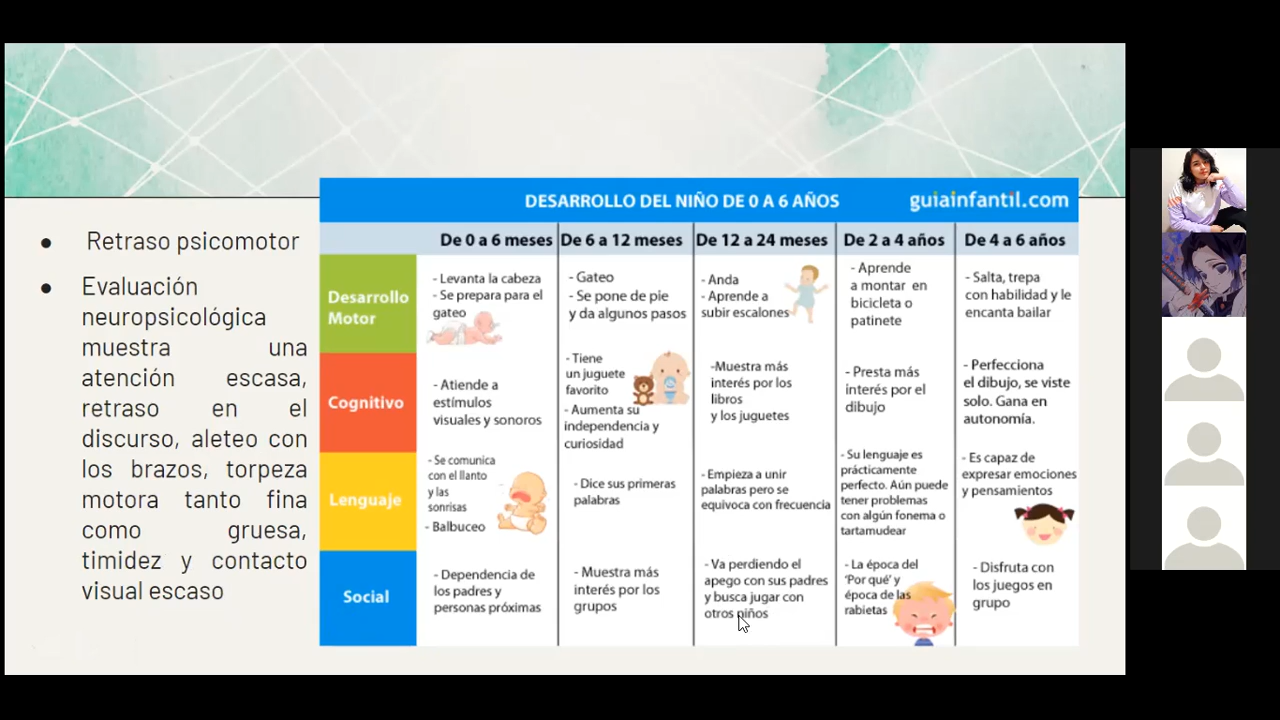 ● Retraso psicomotor
● Evaluación
neuropsicológica
muestra una
atención escasa,
retraso en el
discurso, aleteo con
los brazos, torpeza
motora tanto fina
como gruesa,
timidez y contacto
visual escaso
DESARROLLO DEL NIÑO DE 0 A 6 AÑOS
guiainfantil.com
De 0 a 6 meses
De 6 a 12 meses
De 12 a 24 meses
De 2 a 4 años
De 4 a 6 años
Desarrollo
Motor
- Levanta la cabeza
- Se prepara para el
gateo
- Gateo
- Se pone de pie
y da algunos pasos
- Anda
- Aprende a
subir escalones
- Aprende
a montar en
bicicleta o
patinete
- Salta, trepa
con habilidad y le
encanta bailar
Cognitivo
- Atiende a
estímulos
visuales y sonoros
- Tiene
un juguete
favorito
- Aumenta su
independencia y
curiosidad
-Muestra más
interés por los
libros
y los juguetes
- Presta más
interés por el
dibujo
- Perfecciona
el dibujo, se viste
solo. Gana en
autonomía.
Lenguaje
- Se comunica
con el llanto
y las
sonrisas
- Balbuceo
- Dice sus primeras
palabras
- Empieza a unir
palabras pero se
equivoca con frecuencia
- Su lenguaje es
prácticamente
perfecto. Aún puede
tener problemas
con algún fonema o
tartamudear
- Es capaz de
expresar emociones
y pensamientos
Social
- Dependencia de
los padres y
personas próximas
- Muestra más
interés por los
grupos
- Va perdiendo el
apego con sus padres
y busca jugar con
otros niños
- La época del
‘Por qué’ y
época de las
rabietas
- Disfruta con
los juegos en
grupo